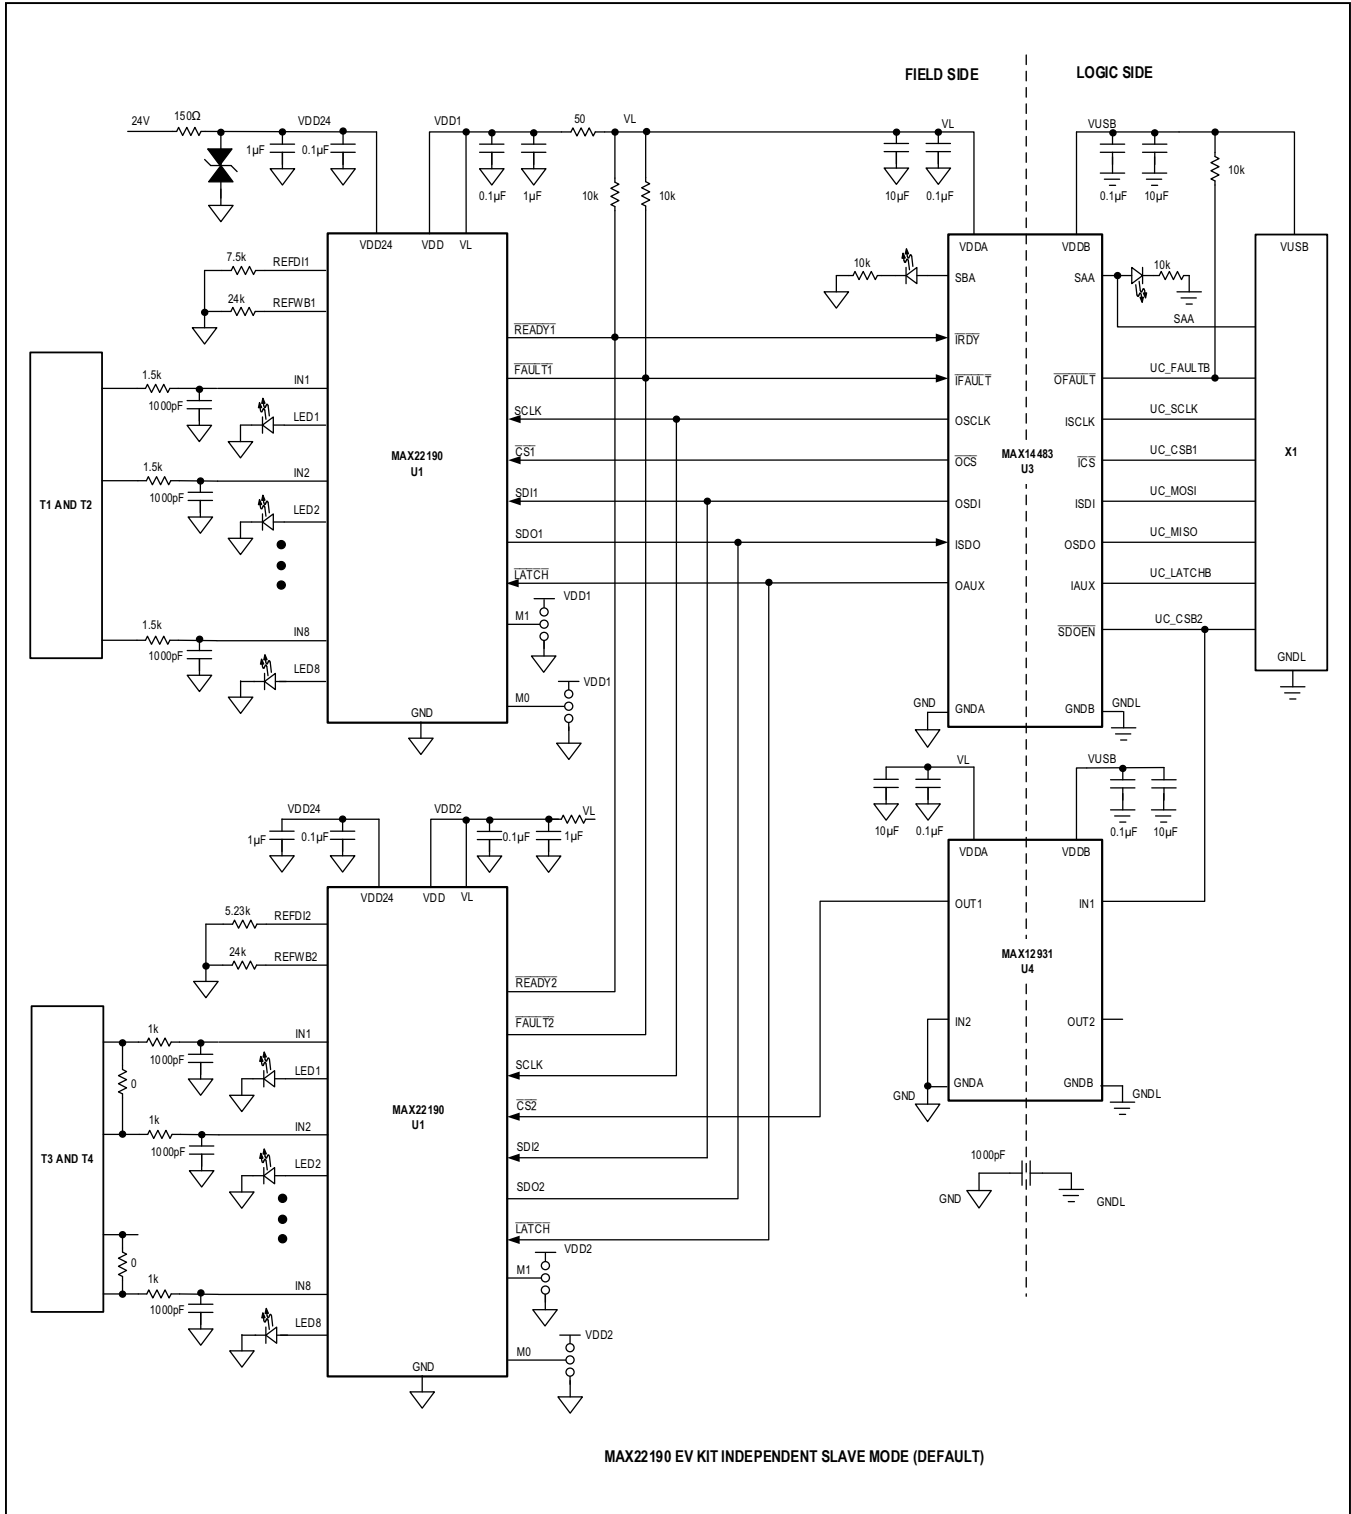 FIELD SIDE
LOGIC SIDE
24V
150Ω
VDD24
1µF
0.1µF
VDD1
0.1µF
1µF
50
VL
10k
10k
VL
10µF
0.1µF
VUSB
0.1µF
10µF
10k
VDD24
VDD
VL
VDDA
VDDB
VUSB
7.5k
REFDI1
24k
REFWB1
10k
SBA
SAA
10k
SAA
READY1
IRDY
FAULT1
IFAULT
OFAULT
UC_FAULTB
1.5k
IN1
1000pF
LED1
SCLK
OSCLK
ISCLK
UC_SCLK
MAX22190
U1
CS1
OCS
MAX14483
U3
ICS
UC_CSB1
X1
1.5k
IN2
1000pF
T1 AND T2
LED2
SDI1
OSDI
ISDI
UC_MOSI
SDO1
ISDO
OSDO
UC_MISO
LATCH
OAUX
IAUX
UC_LATCHB
VDD1
M1
1.5k
IN8
1000pF
LED8
SDOEN
UC_CSB2
GNDL
VDD1
M0
GND
GND
GNDA
GNDB
GNDL
VL
10µF
0.1µF
VUSB
0.1µF
10µF
VDD24
1µF
0.1µF
VDD2
0.1µF
1µF
VL
VDDA
VDDB
VDD24
VDD
VL
OUT1
IN1
5.23k
REFDI2
24k
REFWB2
MAX12931
U4
READY2
FAULT2
IN2
OUT2
1k
IN1
1000pF
LED1
0
SCLK
GND
GNDA
GNDB
GNDL
MAX22190
U1
CS2
1k
IN2
1000pF
T3 AND T4
LED2
SDI2
SDO2
1000pF
GND
GNDL
LATCH
VDD2
M1
0
1k
IN8
1000pF
LED8
VDD2
M0
GND
MAX22190 EV KIT INDEPENDENT SLAVE MODE (DEFAULT)